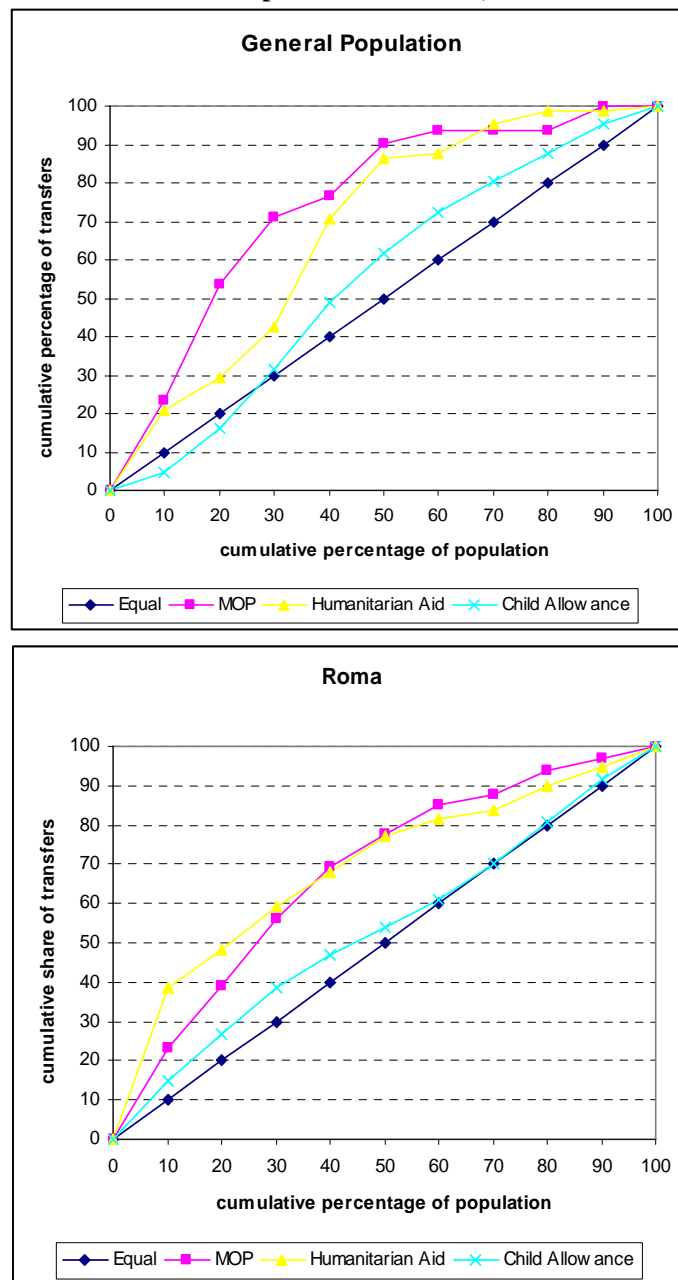 General Population
100
90
80
70
60
50
40
30
20
10
0
cumulative percentage of transfers
0 10 20 30 40 50 60 70 80 90 100
cumulative percentage of population
Equal MOP Humanitarian Aid Child Allowance
Roma
100
90
80
70
60
50
40
30
20
10
0
cumulative share of transfers
0 10 20 30 40 50 60 70 80 90 100
cumulative percentage of population
Equal MOP Humanitarian Aid Child Allowance